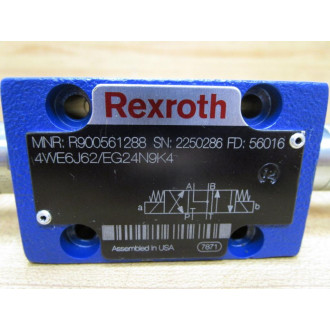 Rexroth
MNR: R900561288 SN: 2250286 FD: 56016
4WE6J62/EG24N9K4
A B
a P T b
Assembled in USA 7871